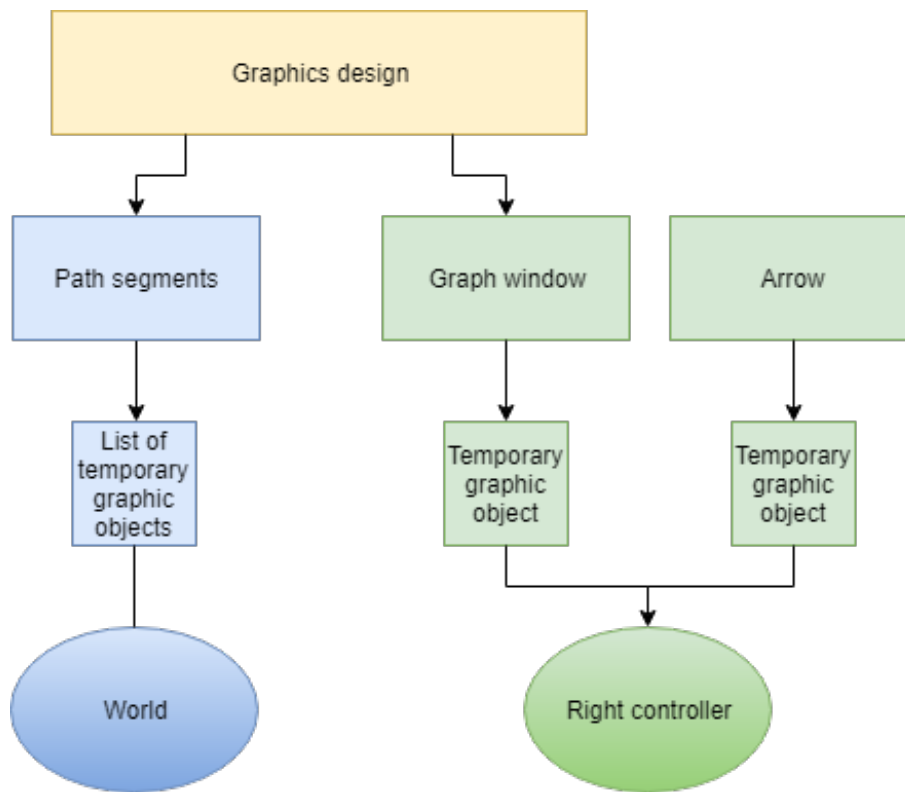 Graphics design
Path segments
Graph window
Arrow
List of
temporary
graphic
objects
Temporary
graphic
object
Temporary
graphic
object
World
Right controller